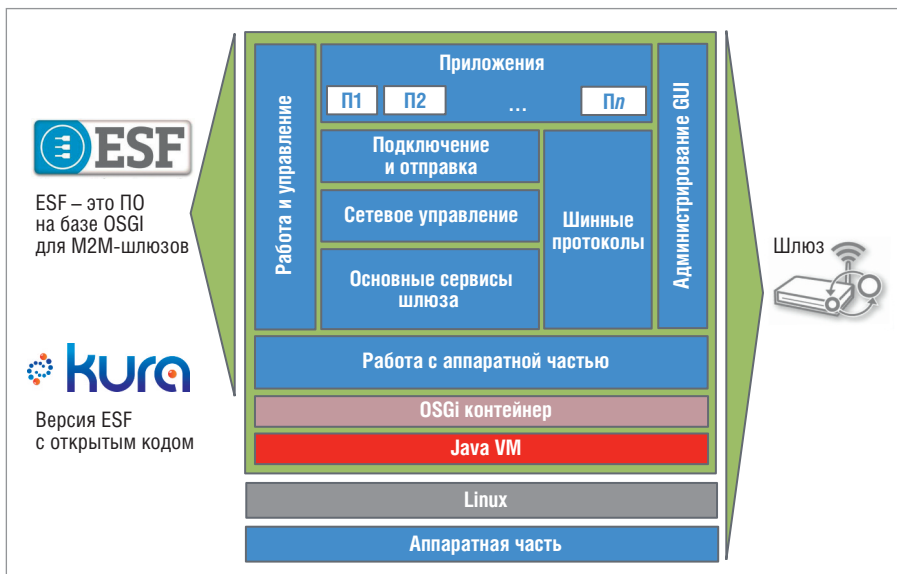 Работа и управление
Приложения
П1
П2
...
Пn
Администрирование GUI
Подключение
и отправка
Сетевое управление
Основные сервисы
шлюза
Шинные
протоколы
Работа с аппаратной частью
OSGi контейнер
Java VM
Linux
Аппаратная часть
ESF
ESF – это ПО
на базе OSGI
для M2M-шлюзов
kura
Версия ESF
с открытым кодом
Шлюз